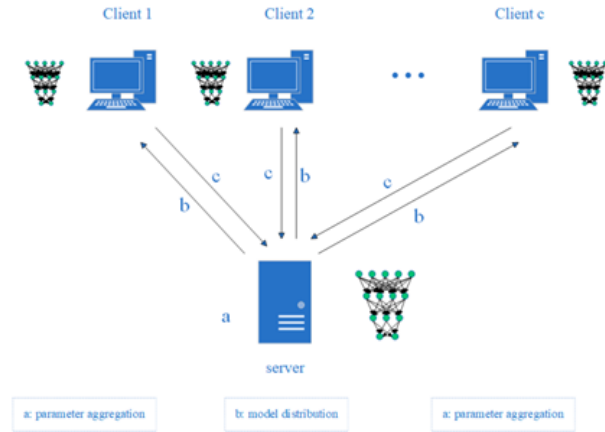 Client 1
Client 2
Client c
c
b
c
b
c
b
a
server
a: parameter aggregation
b: model distribution
a: parameter aggregation